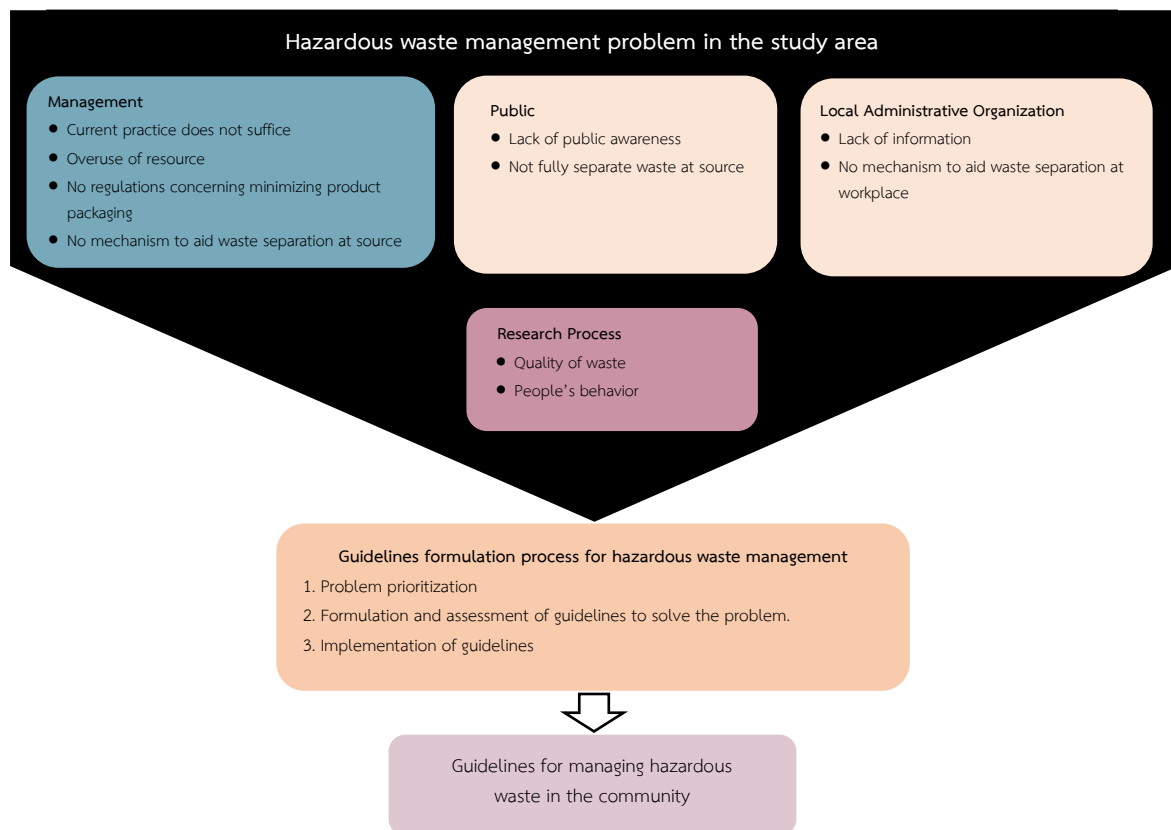 Hazardous waste management problem in the study area
Management
● Current practice does not suffice
● Overuse of resource
● No regulations concerning minimizing product
packaging
● No mechanism to aid waste separation at source
Public
● Lack of public awareness
● Not fully separate waste at source
Local Administrative Organization
● Lack of information
● No mechanism to aid waste separation at
workplace
Research Process
● Quality of waste
● People's behavior
Guidelines formulation process for hazardous waste management
1. Problem prioritization
2. Formulation and assessment of guidelines to solve the problem.
3. Implementation of guidelines
Guidelines for managing hazardous
waste in the community